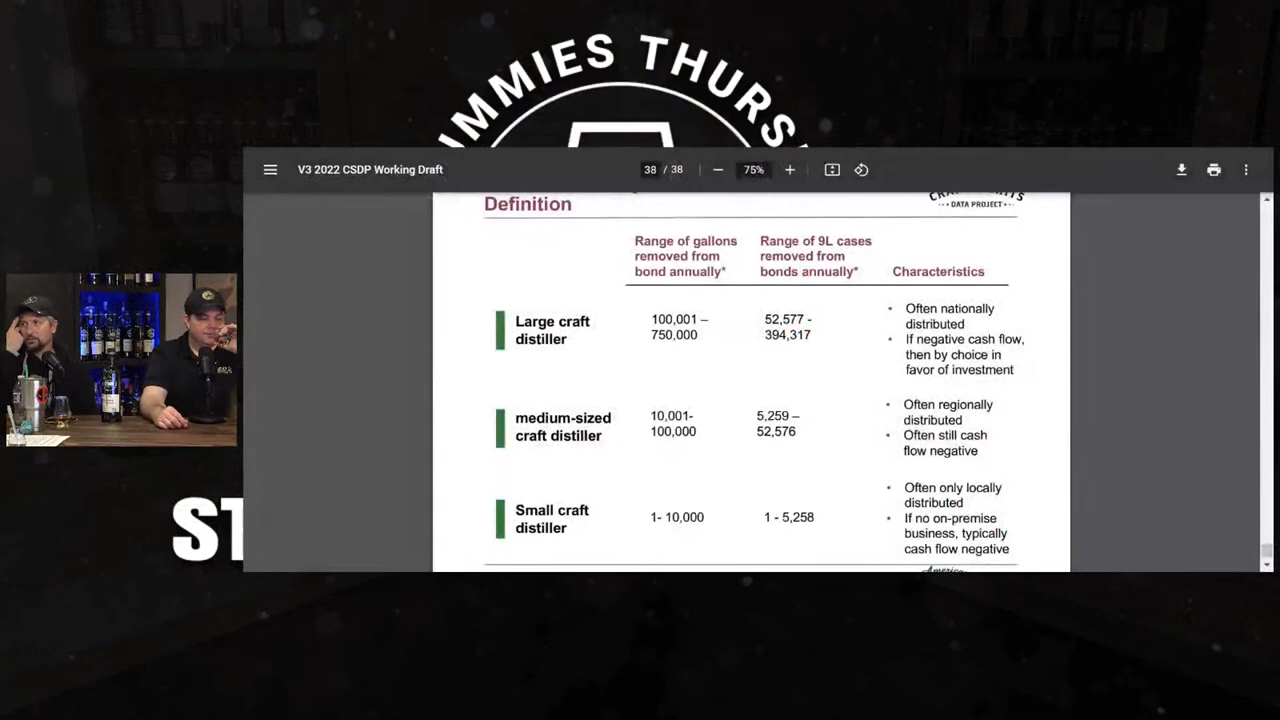 IMMIES THURS
V3 2022 CSDP Working Draft
38 / 38
75%
Definition
DATA PROJECT
Range of gallons
removed from
bond annually*
Range of 9L cases
removed from
bonds annually*
Characteristics
Large craft
distiller
100,001 –
750,000
52,577 -
394,317
• Often nationally
distributed
• If negative cash flow,
then by choice in
favor of investment
medium-sized
craft distiller
10,001-
100,000
5,259 –
52,576
• Often regionally
distributed
• Often still cash
flow negative
Small craft
distiller
1- 10,000
1 - 5,258
• Often only locally
distributed
• If no on-premise
business, typically
cash flow negative
ST